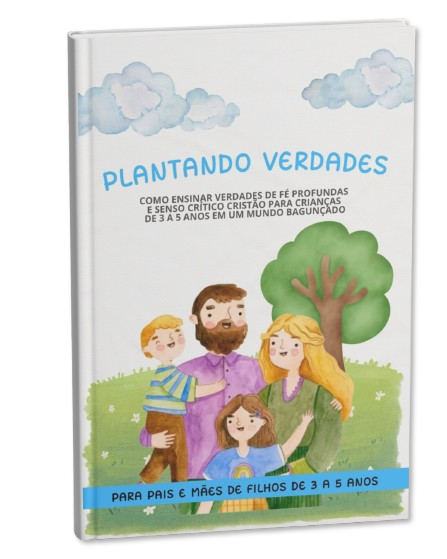 PLANTANDO VERDADES
COMO ENSINAR VERDADES DE FÉ PROFUNDAS
E SENSO CRÍTICO CRISTÃO PARA CRIANÇAS
DE 3 A 5 ANOS EM UM MUNDO BAGUNÇADO
PARA PAIS E MÃES DE FILHOS DE 3 A 5 ANOS